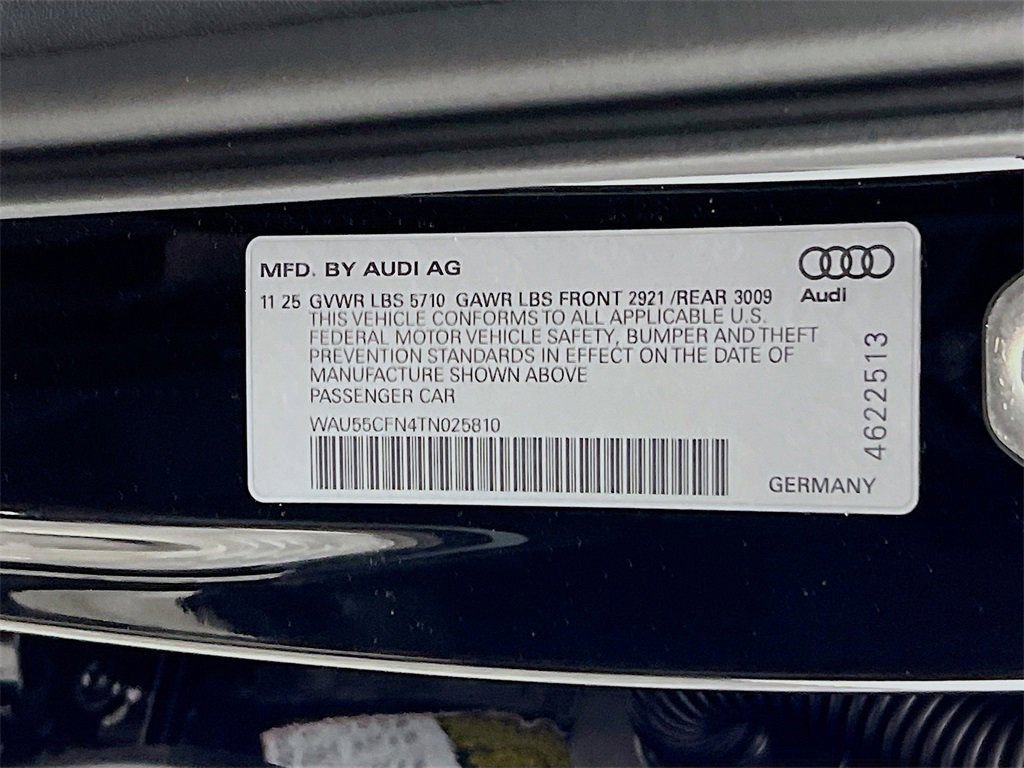 MFD. BY AUDI AG
Audi
11 25 GVWR LBS 5710 GAWR LBS FRONT 2921 /REAR 3009
THIS VEHICLE CONFORMS TO ALL APPLICABLE U.S.
FEDERAL MOTOR VEHICLE SAFETY, BUMPER AND THEFT
PREVENTION STANDARDS IN EFFECT ON THE DATE OF
MANUFACTURE SHOWN ABOVE
PASSENGER CAR
WAU55CFN4TN025810
4622513
GERMANY